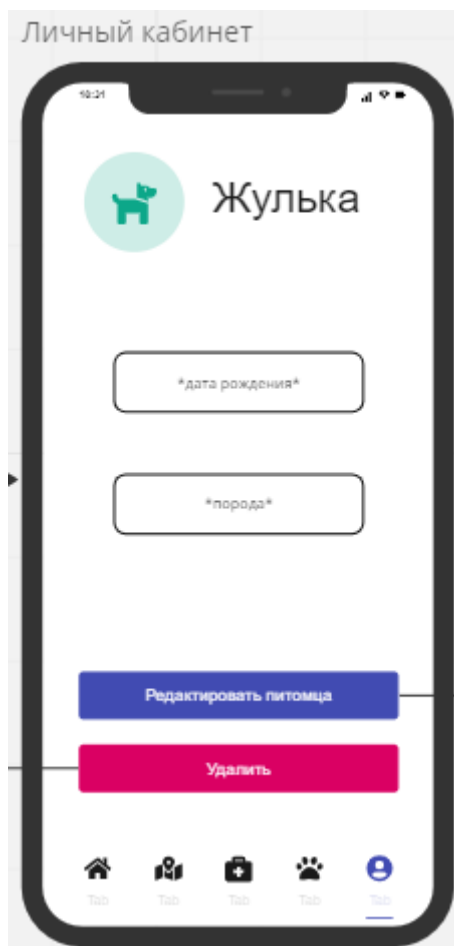 Личный кабинет
10:21
Жулька
*дата рождения*
*порода*
Редактировать питомца
Удалить
Tab Tab Tab Tab Tab